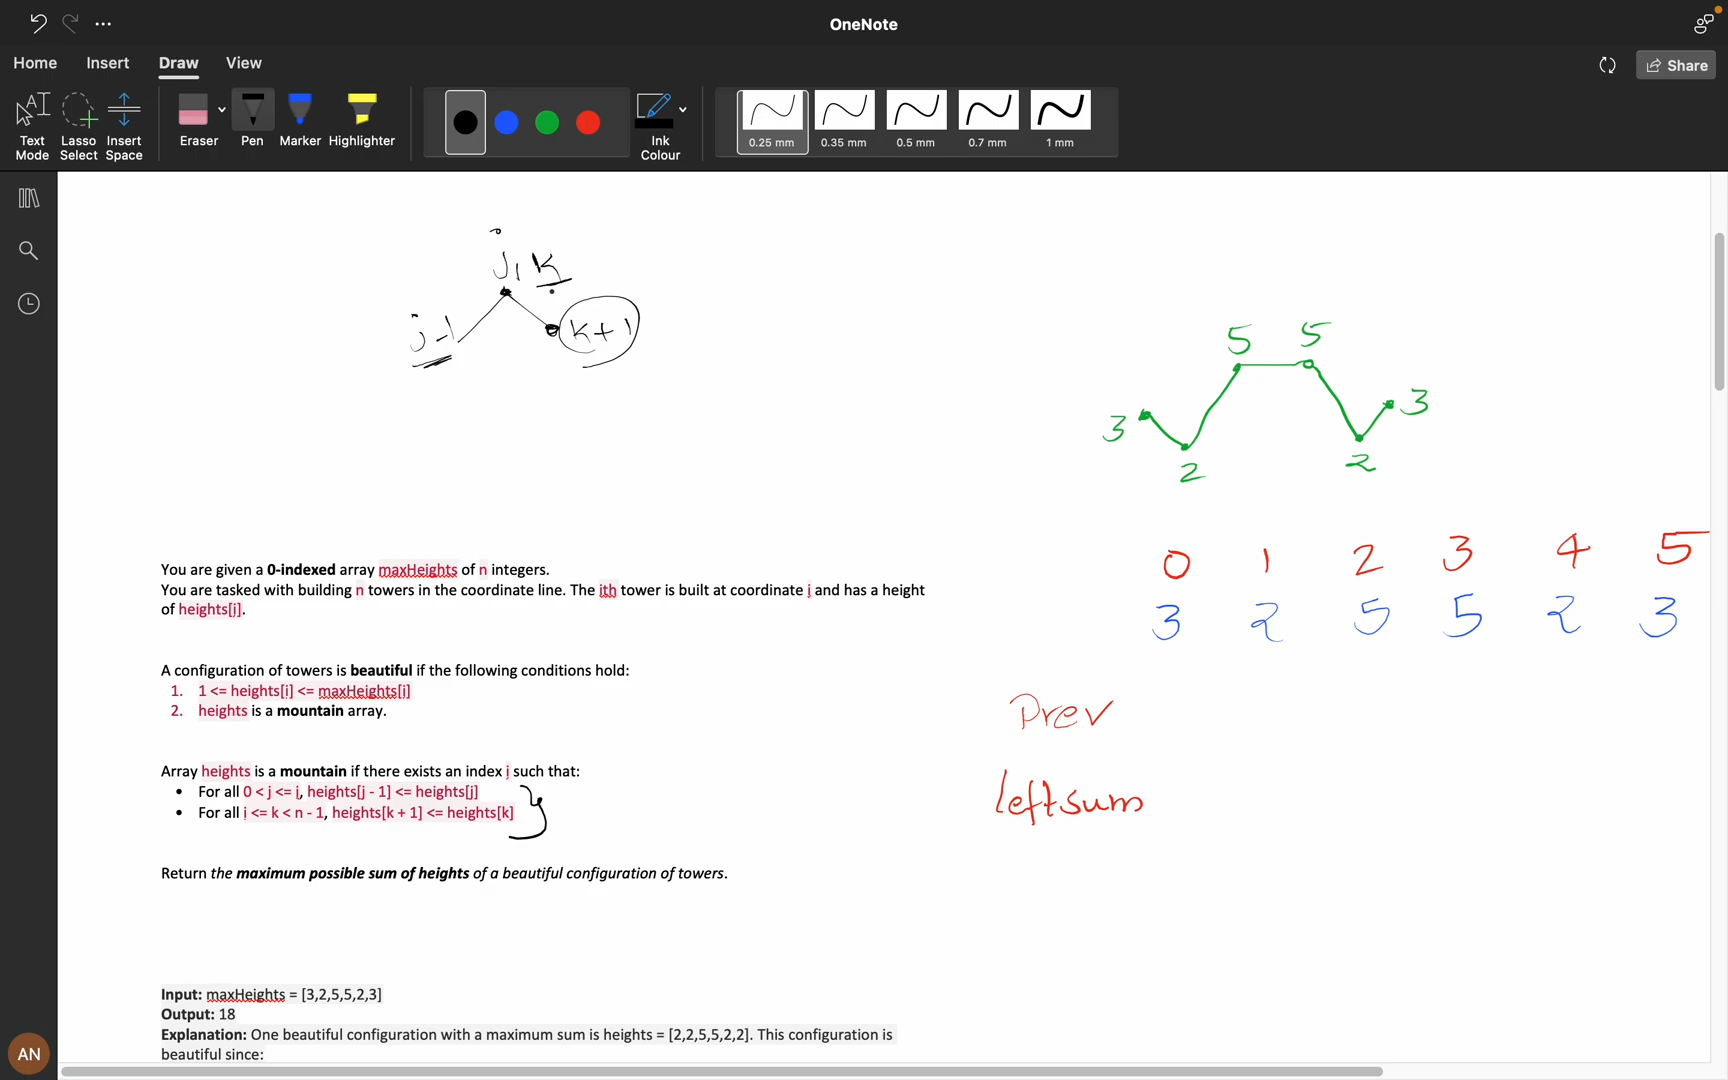 OneNote
Home Insert Draw View
Share
Text Mode
Lasso Select
Insert Space
Eraser
Pen
Marker
Highlighter
Ink Colour
0.25 mm
0.35 mm
0.5 mm
0.7 mm
1 mm
j, k
j-1
k+1
5 5
3 3
2 2
0 1 2 3 4 5
3 2 5 5 2 3
Prev
leftsum
You are given a 0-indexed array maxHeights of n integers.
You are tasked with building n towers in the coordinate line. The ith tower is built at coordinate i and has a height
of heights[i].
A configuration of towers is beautiful if the following conditions hold:
1. 1 <= heights[i] <= maxHeights[i]
2. heights is a mountain array.
Array heights is a mountain if there exists an index i such that:
• For all 0 < j <= i, heights[j - 1] <= heights[j]
• For all i <= k < n - 1, heights[k + 1] <= heights[k]
Return the maximum possible sum of heights of a beautiful configuration of towers.
Input: maxHeights = [3,2,5,5,2,3]
Output: 18
Explanation: One beautiful configuration with a maximum sum is heights = [2,2,5,5,2,2]. This configuration is
beautiful since:
AN